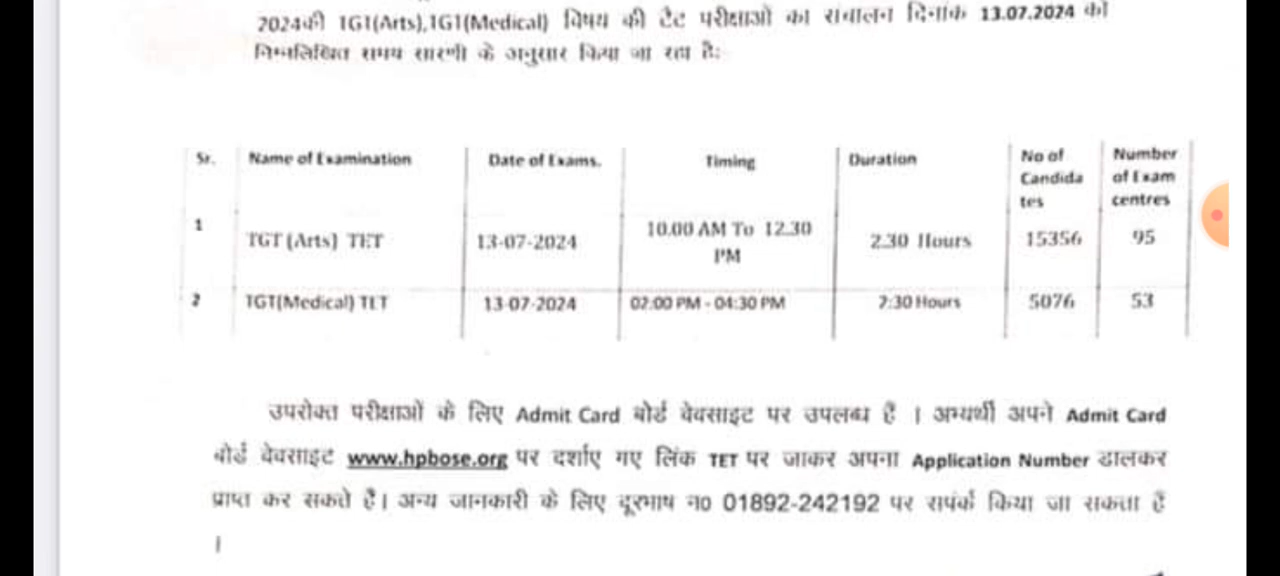 2024की TGT(Arts),TGT(Medical) विषय की टैट परीक्षाओं का संचालन दिनांक 13.07.2024 को
निम्नलिखित समय सारणी के अनुसार किया जा रहा है:
Sr. Name of Examination Date of Exams. Timing Duration No of Candidates Number of Exam centres
1 TGT (Arts) TET 13-07-2024 10.00 AM To 12.30 PM 2.30 Hours 15356 95
2 TGT(Medical) TET 13-07-2024 02:00 PM - 04:30 PM 2:30 Hours 5076 53
उपरोक्त परीक्षाओं के लिए Admit Card बोर्ड वेबसाइट पर उपलब्ध हैं । अभ्यर्थी अपने Admit Card
बोर्ड वेबसाइट www.hpbose.org पर दर्शाए गए लिंक TET पर जाकर अपना Application Number डालकर
प्राप्त कर सकते हैं। अन्य जानकारी के लिए दूरभाष न0 01892-242192 पर सपंर्क किया जा सकता हैं
।